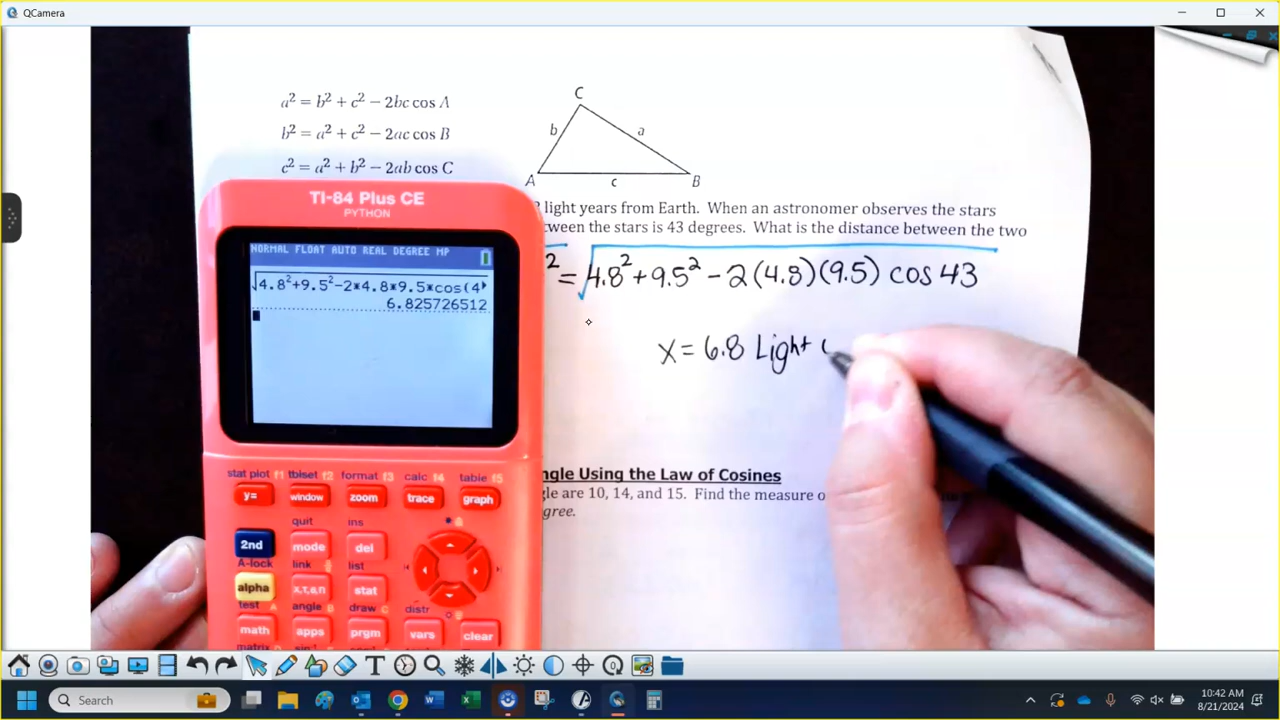 QCamera
a² = b² + c² − 2bc cos A
b² = a² + c² − 2ac cos B
c² = a² + b² − 2ab cos C
C
b
a
A
c
B
light years from Earth. When an astronomer observes the stars
the stars is 43 degrees. What is the distance between the two
² = √4.8² + 9.5² − 2(4.8)(9.5) cos 43
x = 6.8 Light
Using the Law of Cosines
are 10, 14, and 15. Find the measure
TI-84 Plus CE
PYTHON
NORMAL FLOAT AUTO REAL DEGREE MP
√4.8²+9.5²-2*4.8*9.5*cos(4
6.825726512
stat plot f1 tblset f2 format f3 calc f4 table f5
y= window zoom trace graph
quit ins
2nd mode del
A-lock link list
alpha x,T,θ,n stat
test A angle B draw C distr
math apps prgm vars clear
Search
10:42 AM
8/21/2024